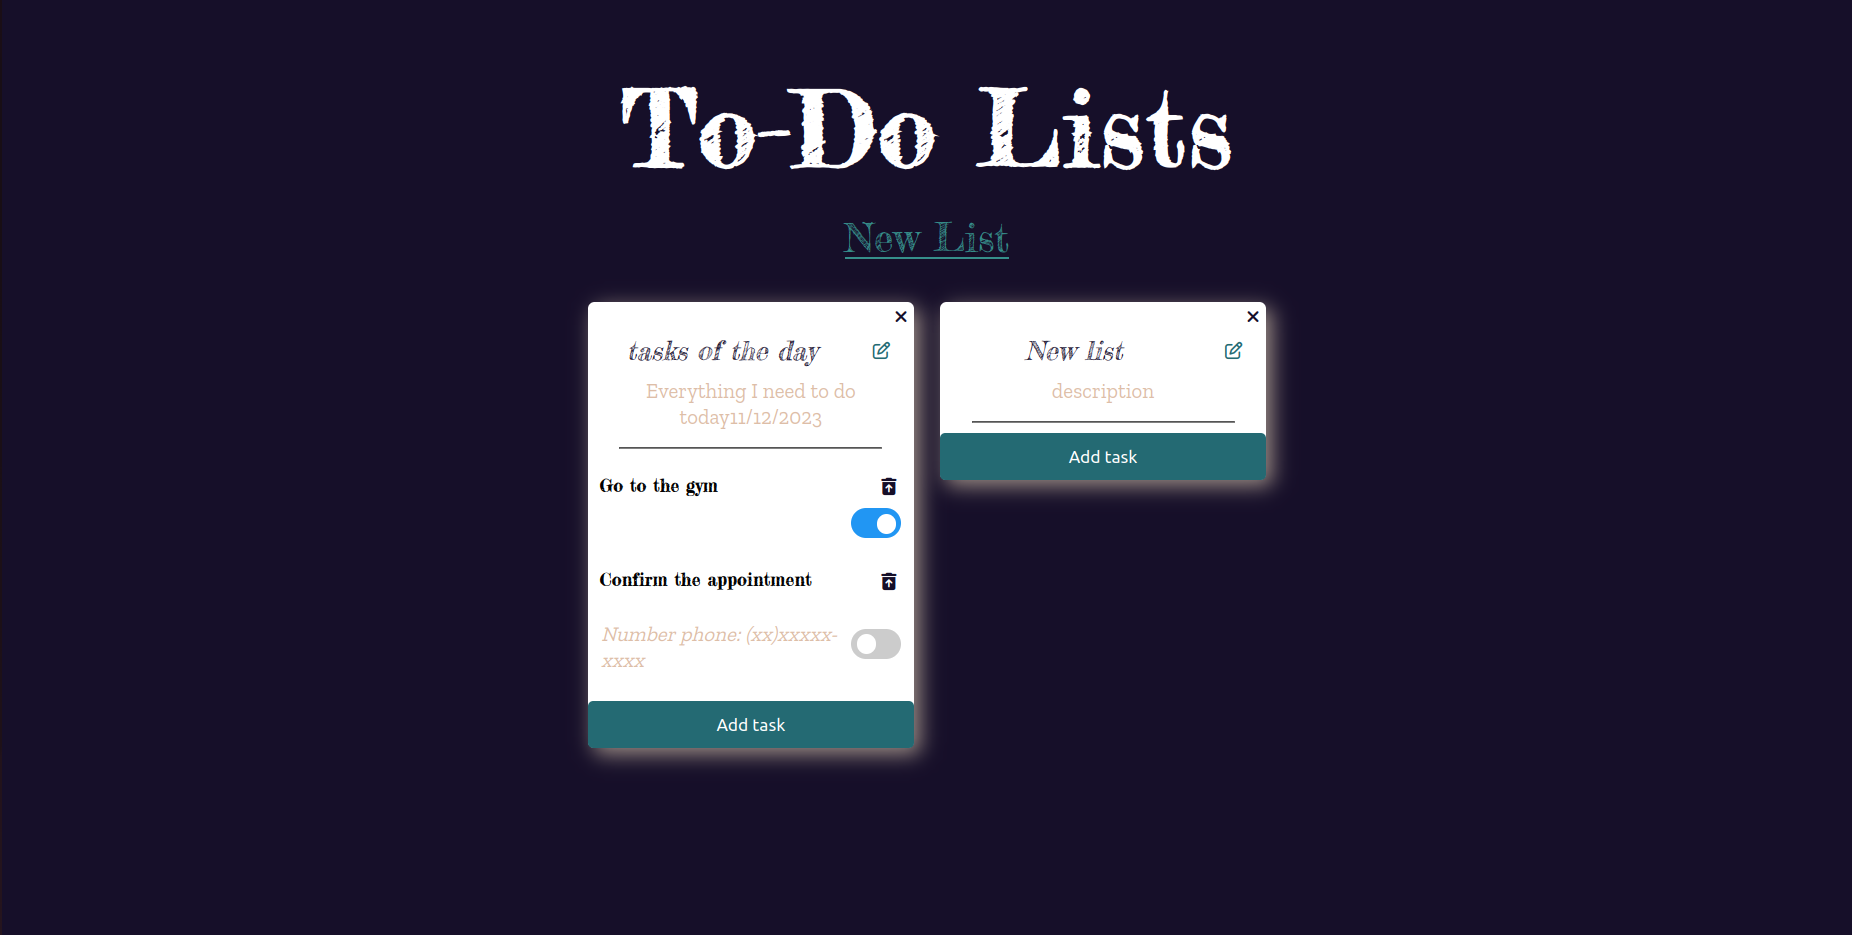 To-Do Lists
New List
tasks of the day
Everything I need to do
today11/12/2023
Go to the gym
Confirm the appointment
Number phone: (xx)xxxxx-
xxxx
Add task
New list
description
Add task